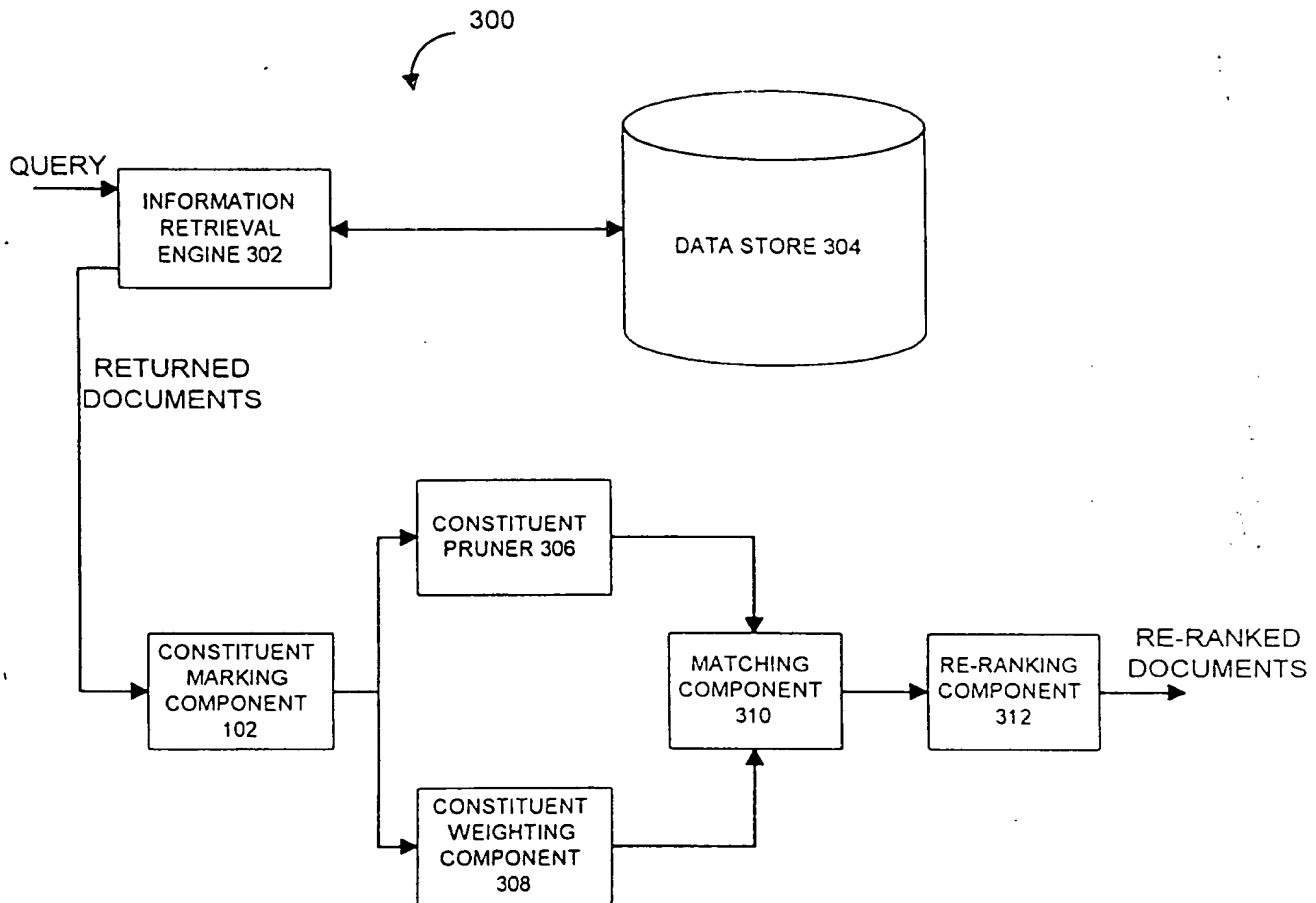 300
QUERY
INFORMATION
RETRIEVAL
ENGINE 302
DATA STORE 304
RETURNED
DOCUMENTS
CONSTITUENT
PRUNER 306
CONSTITUENT
MARKING
COMPONENT
102
MATCHING
COMPONENT
310
RE-RANKING
COMPONENT
312
RE-RANKED
DOCUMENTS
CONSTITUENT
WEIGHTING
COMPONENT
308